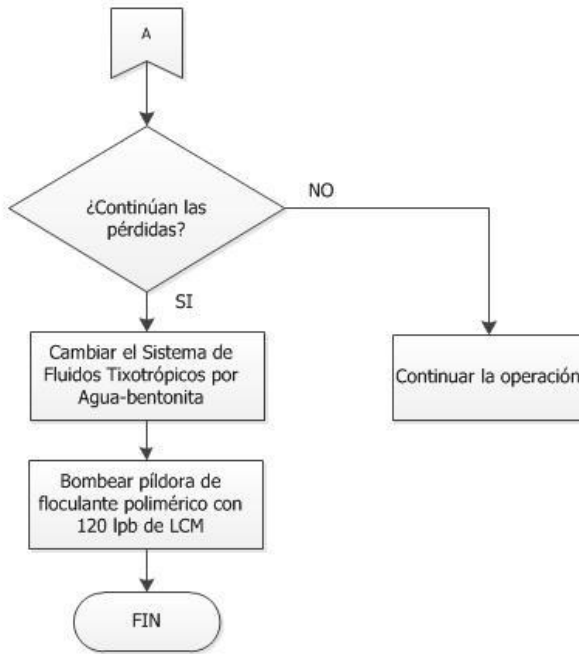 A
¿Continúan las
pérdidas?
NO
SI
Cambiar el Sistema de
Fluidos Tixotrópicos por
Agua-bentonita
Continuar la operación
Bombear píldora de
floculante polimérico con
120 lpb de LCM
FIN